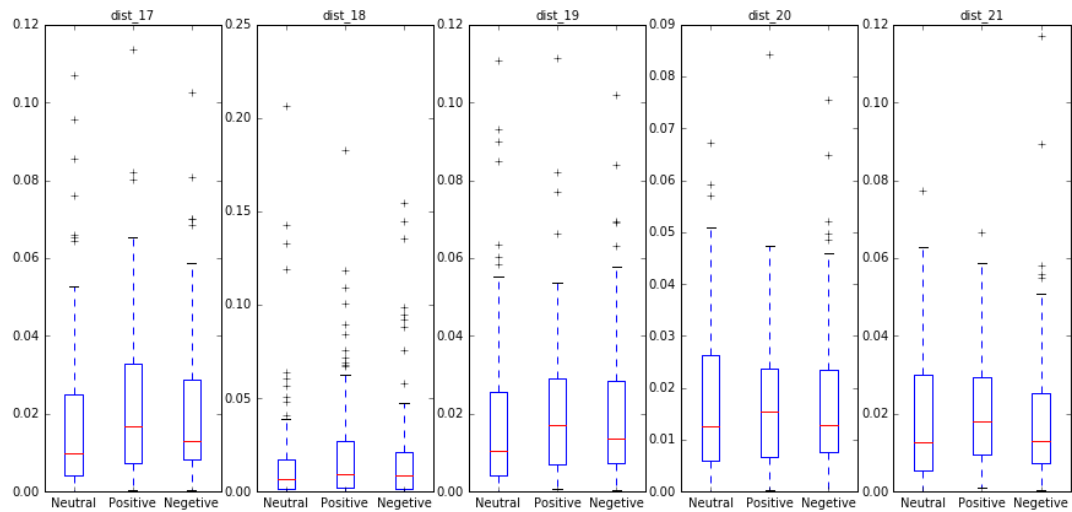 dist_17 dist_18 dist_19 dist_20 dist_21
0.12 0.25 0.12 0.09 0.12
0.08
0.10 0.20 0.10 0.10
0.07
0.08 0.08 0.06 0.08
0.15
0.05
0.06 0.06 0.06
0.04
0.10
0.04 0.04 0.03 0.04
0.05 0.02
0.02 0.02 0.02
0.01
0.00 0.00 0.00 0.00 0.00
Neutral Positive Negetive Neutral Positive Negetive Neutral Positive Negetive Neutral Positive Negetive Neutral Positive Negetive